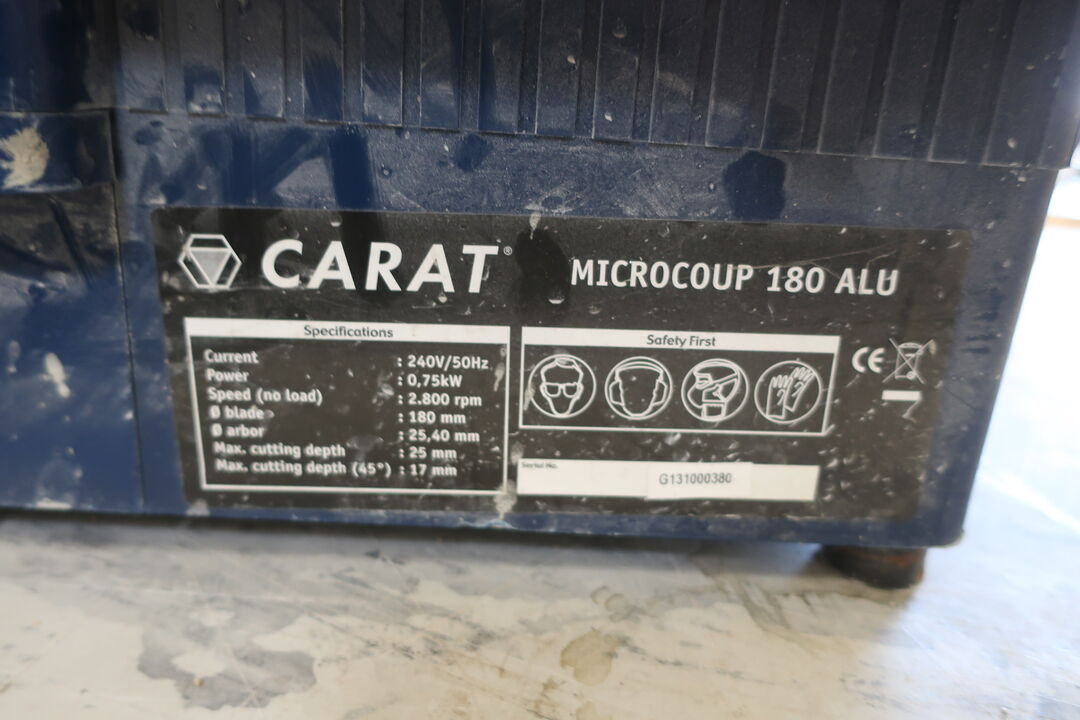 CARAT®
MICROCOUP 180 ALU
Specifications
Current : 240V/50Hz
Power : 0,75kW
Speed (no load) : 2.800 rpm
Ø blade : 180 mm
Ø arbor : 25,40 mm
Max. cutting depth : 25 mm
Max. cutting depth (45°) : 17 mm
Safety First
CE
Serial No.
G131000380